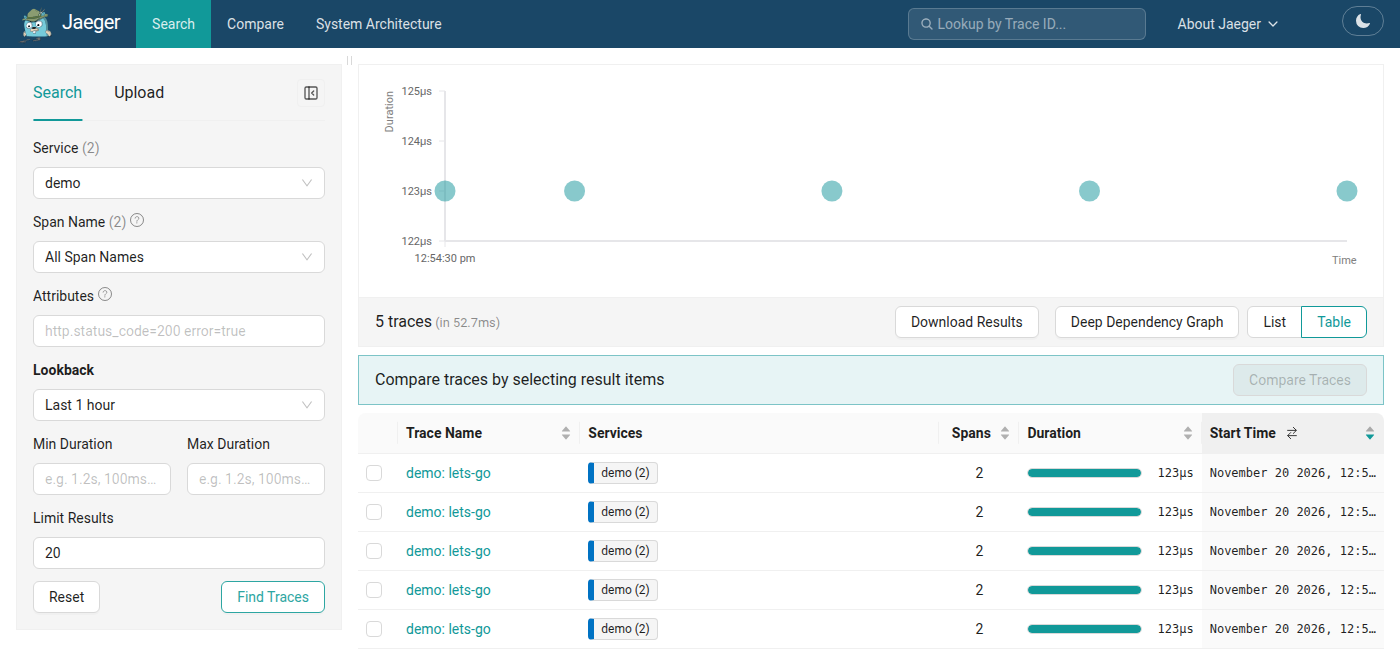 Jaeger
Search
Compare
System Architecture
Lookup by Trace ID...
About Jaeger
Search
Upload
Service (2)
demo
Span Name (2)
All Span Names
Attributes
http.status_code=200 error=true
Lookback
Last 1 hour
Min Duration
Max Duration
e.g. 1.2s, 100ms...
e.g. 1.2s, 100ms...
Limit Results
20
Reset
Find Traces
Duration
125μs
124μs
123μs
122μs
12:54:30 pm
Time
5 traces (in 52.7ms)
Download Results
Deep Dependency Graph
List
Table
Compare traces by selecting result items
Compare Traces
Trace Name Services Spans Duration Start Time
demo: lets-go demo (2) 2 123μs November 20 2026, 12:5…
demo: lets-go demo (2) 2 123μs November 20 2026, 12:5…
demo: lets-go demo (2) 2 123μs November 20 2026, 12:5…
demo: lets-go demo (2) 2 123μs November 20 2026, 12:5…
demo: lets-go demo (2) 2 123μs November 20 2026, 12:5…